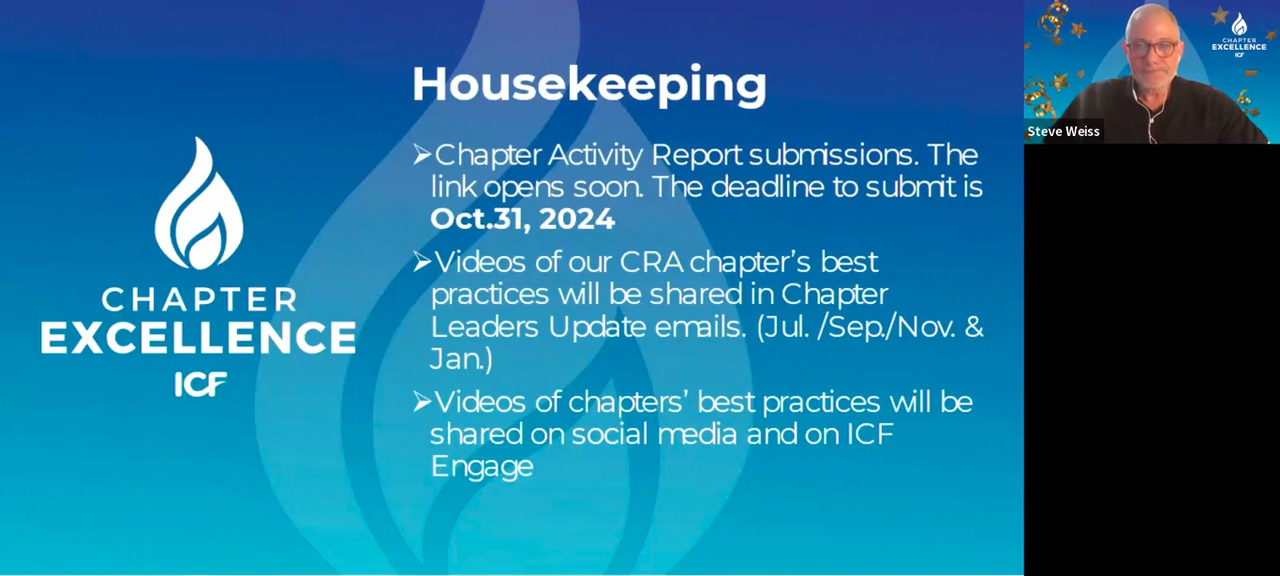 Housekeeping
➢Chapter Activity Report submissions. The
link opens soon. The deadline to submit is
Oct.31, 2024
➢Videos of our CRA chapter’s best
practices will be shared in Chapter
Leaders Update emails. (Jul. /Sep./Nov. &
Jan.)
➢Videos of chapters’ best practices will be
shared on social media and on ICF
Engage
CHAPTER
EXCELLENCE
ICF
CHAPTER
EXCELLENCE
ICF
Steve Weiss